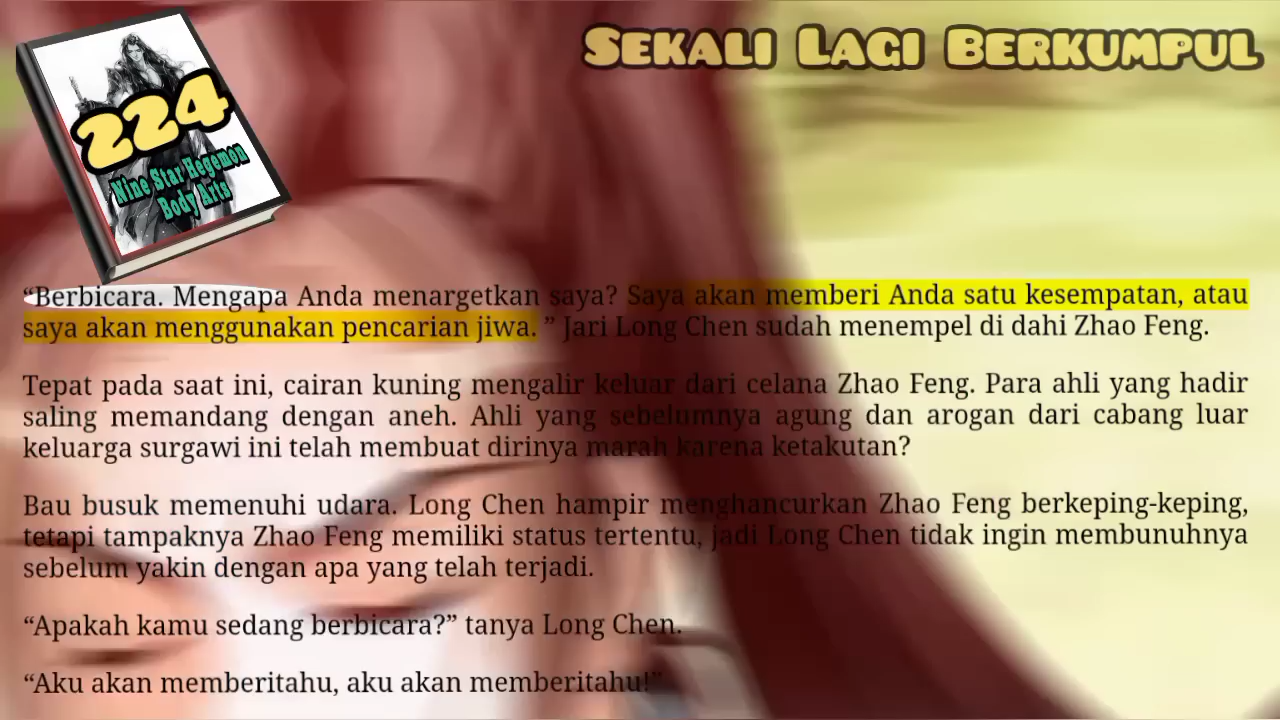 Sekali Lagi Berkumpul
224
Nine Star Hegemon
Body Arts
“Berbicara. Mengapa Anda menargetkan saya? Saya akan memberi Anda satu kesempatan, atau
saya akan menggunakan pencarian jiwa. ” Jari Long Chen sudah menempel di dahi Zhao Feng.
Tepat pada saat ini, cairan kuning mengalir keluar dari celana Zhao Feng. Para ahli yang hadir
saling memandang dengan aneh. Ahli yang sebelumnya agung dan arogan dari cabang luar
keluarga surgawi ini telah membuat dirinya marah karena ketakutan?
Bau busuk memenuhi udara. Long Chen hampir menghancurkan Zhao Feng berkeping-keping,
tetapi tampaknya Zhao Feng memiliki status tertentu, jadi Long Chen tidak ingin membunuhnya
sebelum yakin dengan apa yang telah terjadi.
“Apakah kamu sedang berbicara?” tanya Long Chen.
“Aku akan memberitahu, aku akan memberitahu!”